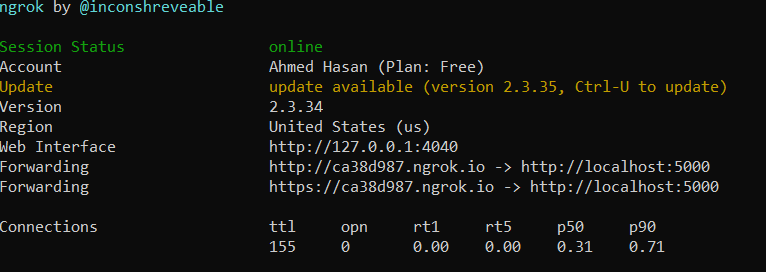 ngrok by @inconshreveable
Session Status online
Account Ahmed Hasan (Plan: Free)
Update update available (version 2.3.35, Ctrl-U to update)
Version 2.3.34
Region United States (us)
Web Interface http://127.0.0.1:4040
Forwarding http://ca38d987.ngrok.io -> http://localhost:5000
Forwarding https://ca38d987.ngrok.io -> http://localhost:5000
Connections ttl opn rt1 rt5 p50 p90
155 0 0.00 0.00 0.31 0.71